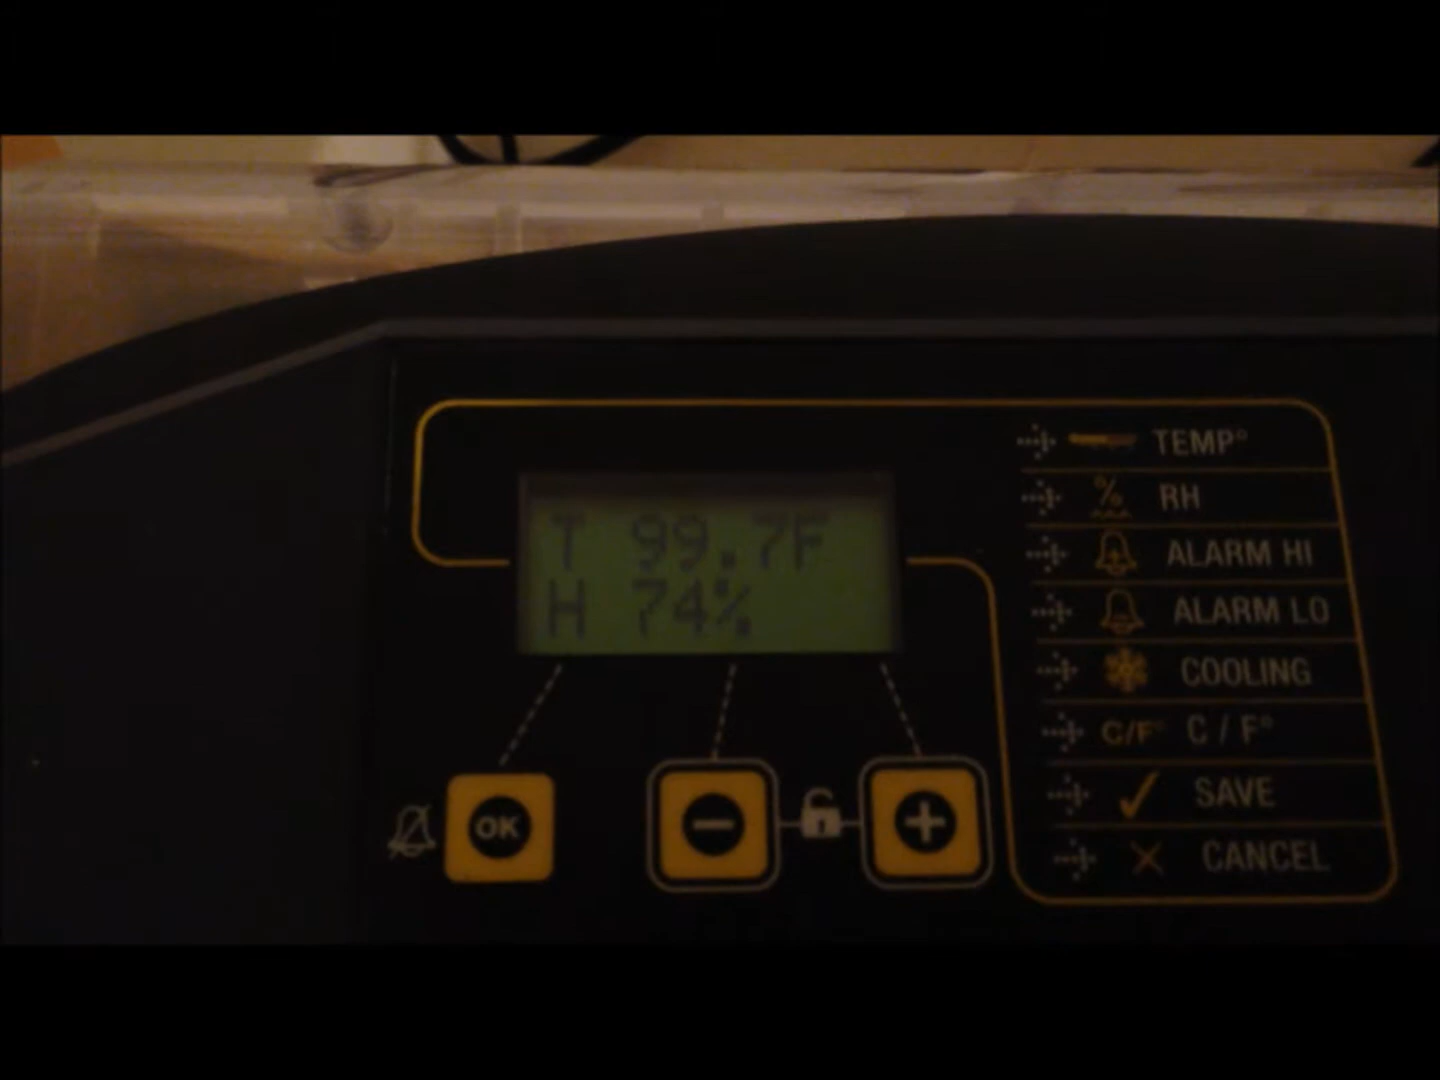 T 99.7F
H 74%
TEMP°
% RH
ALARM HI
ALARM LO
COOLING
C/F° C / F°
SAVE
CANCEL
OK